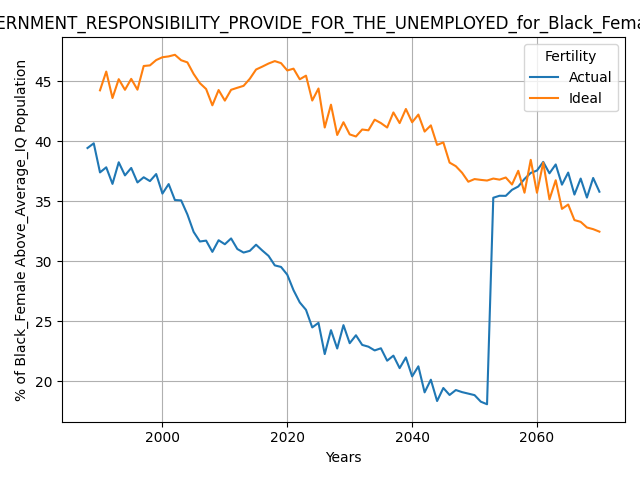 ERNMENT_RESPONSIBILITY_PROVIDE_FOR_THE_UNEMPLOYED_for_Black_Fema
% of Black_Female Above_Average_IQ Population
Fertility
Actual
Ideal
45
40
35
30
25
20
2000
2020
2040
2060
Years